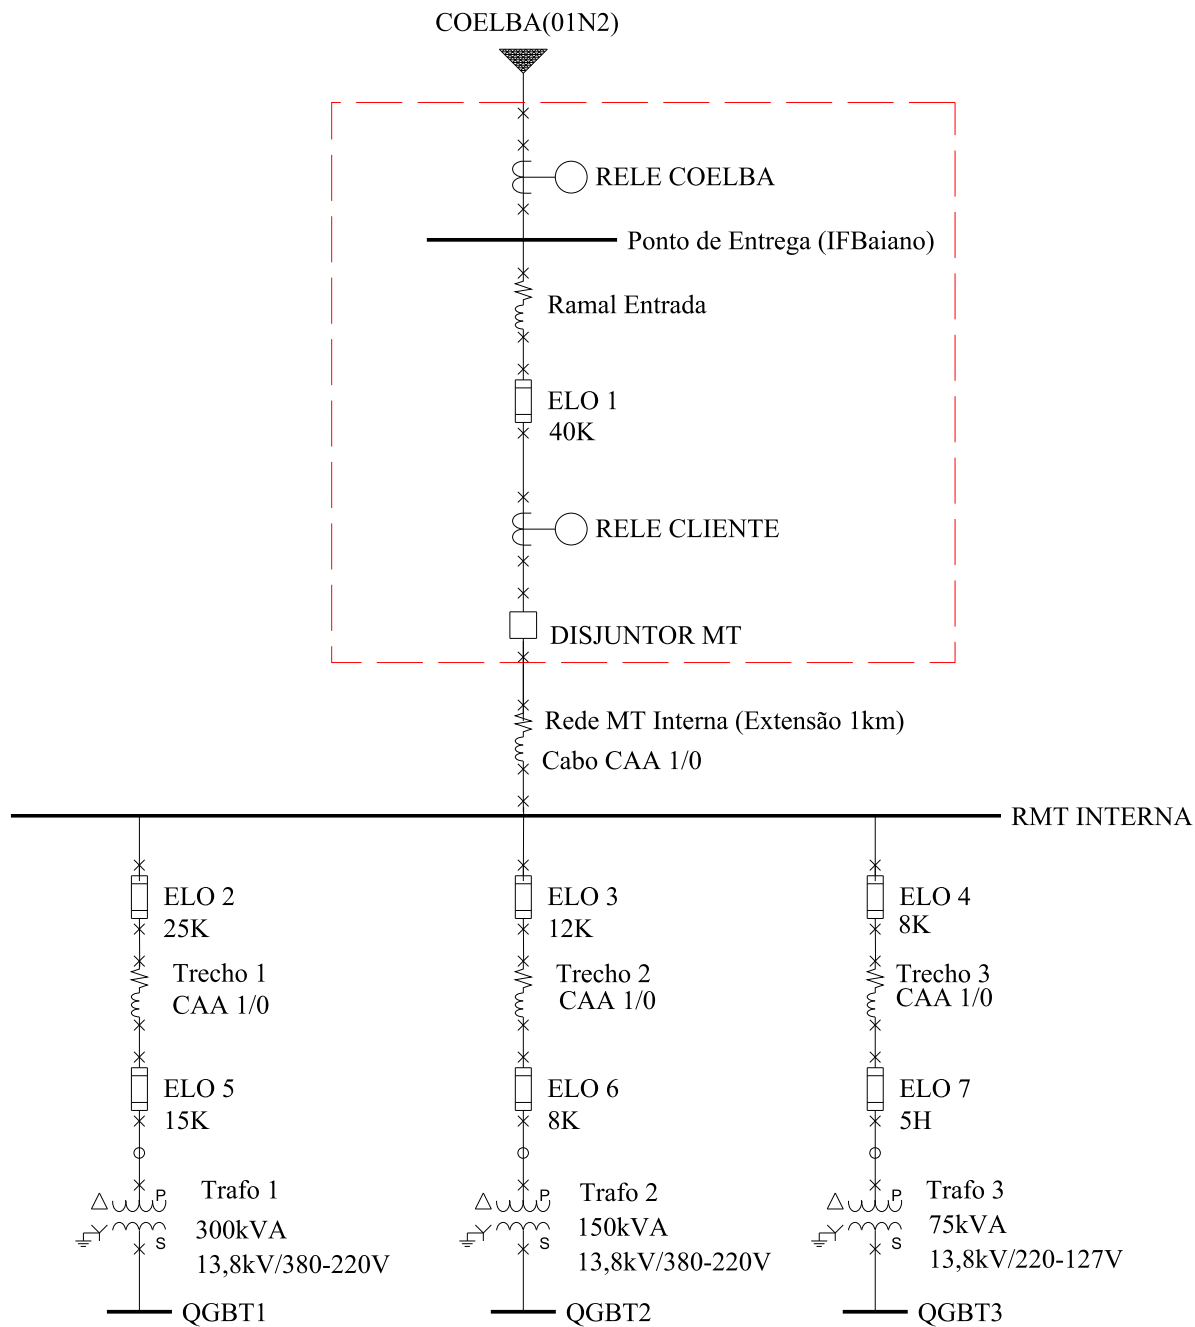 COELBA(01N2)
RELE COELBA
Ponto de Entrega (IFBaiano)
Ramal Entrada
ELO 1
40K
RELE CLIENTE
DISJUNTOR MT
Rede MT Interna (Extensão 1km)
Cabo CAA 1/0
RMT INTERNA
ELO 2
25K
Trecho 1
CAA 1/0
ELO 5
15K
P
S
Trafo 1
300kVA
13,8kV/380-220V
QGBT1
ELO 3
12K
Trecho 2
CAA 1/0
ELO 6
8K
P
S
Trafo 2
150kVA
13,8kV/380-220V
QGBT2
ELO 4
8K
Trecho 3
CAA 1/0
ELO 7
5H
P
S
Trafo 3
75kVA
13,8kV/220-127V
QGBT3